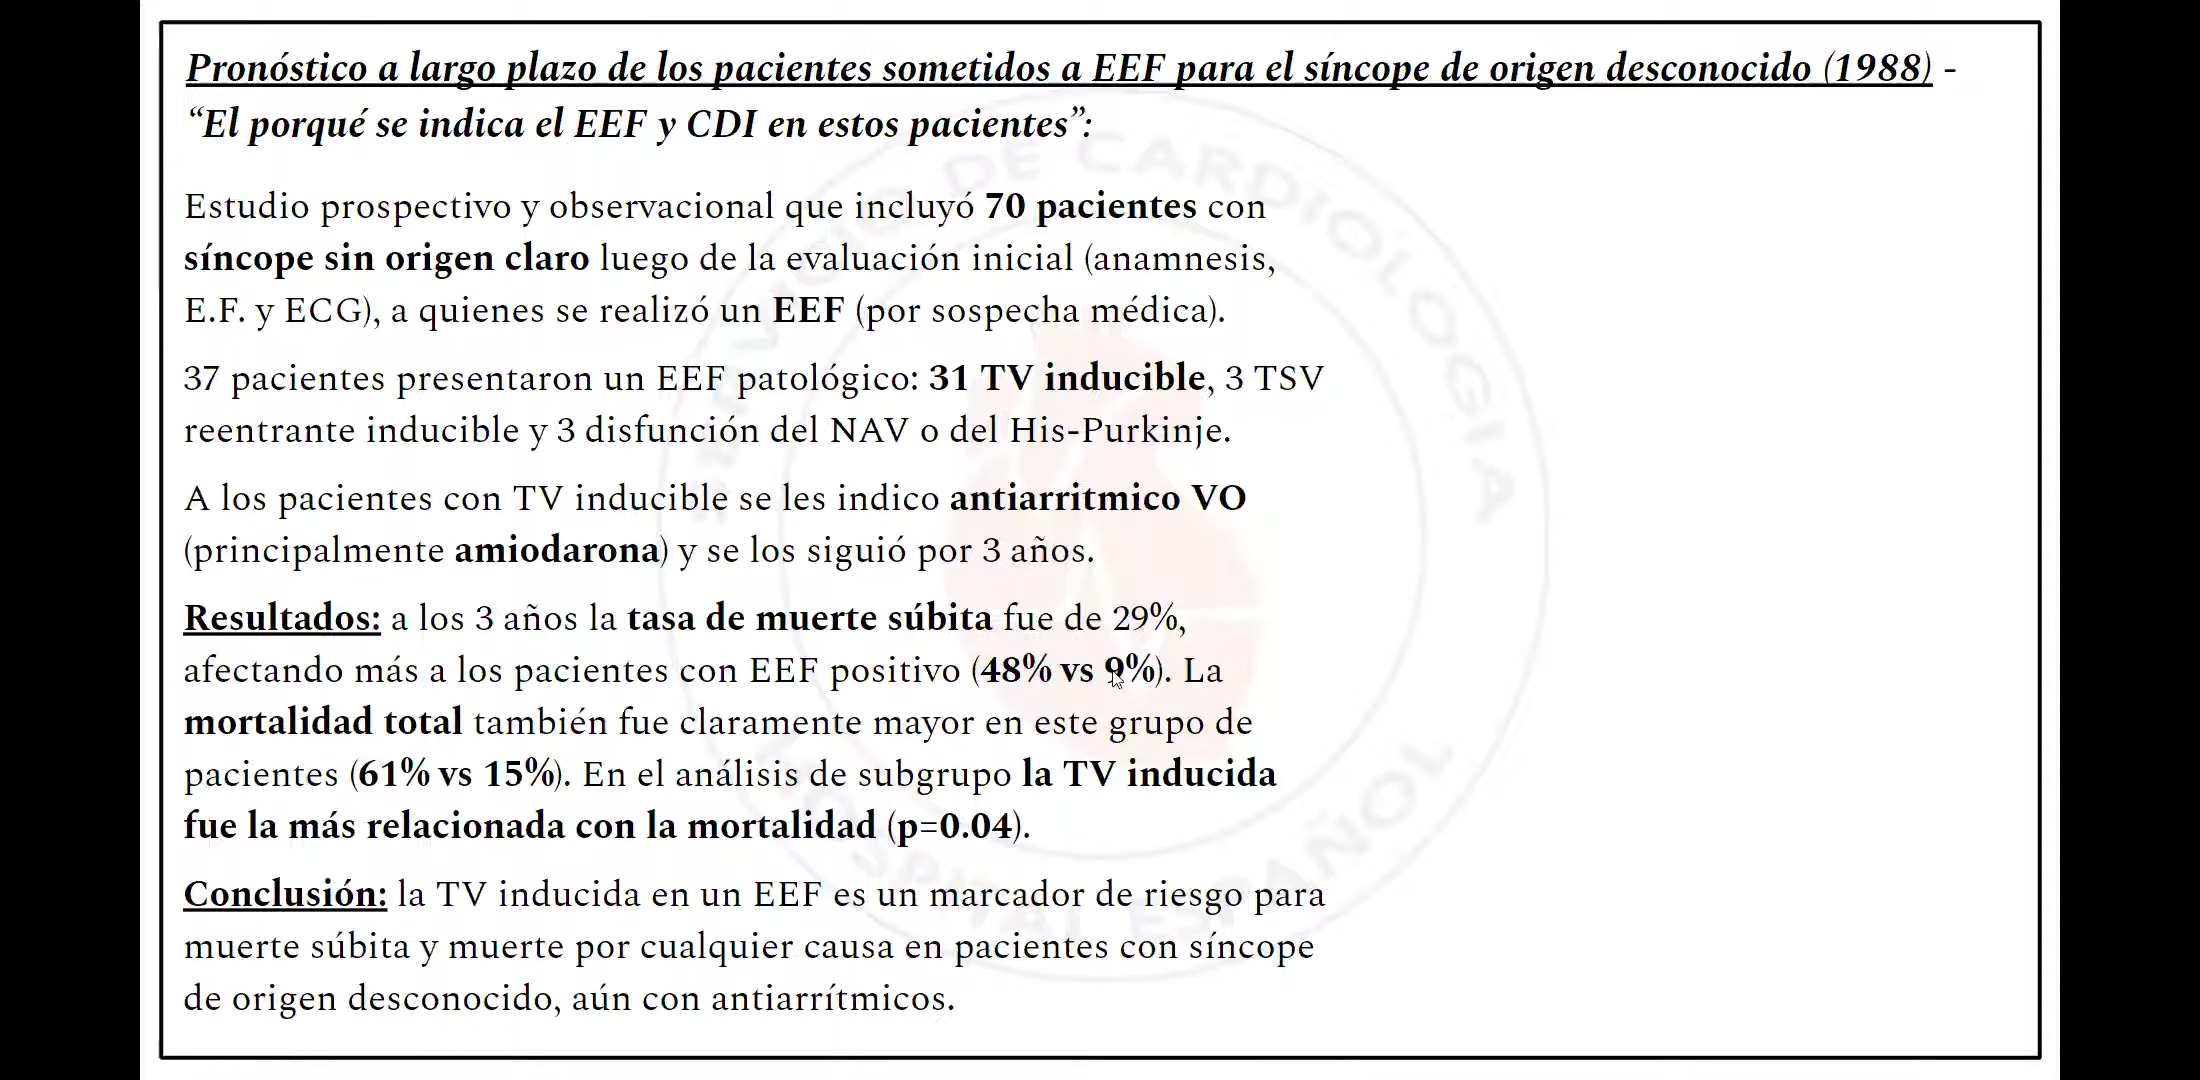 Pronóstico a largo plazo de los pacientes sometidos a EEF para el síncope de origen desconocido (1988) -
“El porqué se indica el EEF y CDI en estos pacientes”:
Estudio prospectivo y observacional que incluyó 70 pacientes con
síncope sin origen claro luego de la evaluación inicial (anamnesis,
E.F. y ECG), a quienes se realizó un EEF (por sospecha médica).
37 pacientes presentaron un EEF patológico: 31 TV inducible, 3 TSV
reentrante inducible y 3 disfunción del NAV o del His-Purkinje.
A los pacientes con TV inducible se les indico antiarritmico VO
(principalmente amiodarona) y se los siguió por 3 años.
Resultados: a los 3 años la tasa de muerte súbita fue de 29%,
afectando más a los pacientes con EEF positivo (48% vs 9%). La
mortalidad total también fue claramente mayor en este grupo de
pacientes (61% vs 15%). En el análisis de subgrupo la TV inducida
fue la más relacionada con la mortalidad (p=0.04).
Conclusión: la TV inducida en un EEF es un marcador de riesgo para
muerte súbita y muerte por cualquier causa en pacientes con síncope
de origen desconocido, aún con antiarrítmicos.
SERVICIO DE CARDIOLOGIA
HOSPITAL ESPAÑOL